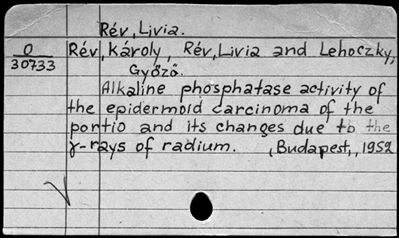 Rév, Livia.
O Rév, Károly, Rév, Livia and Lehoczky,
30733 Győző.
Alkaline phosphatase activity of
the epidermoid carcinoma of the
portio and its changes due to the
γ-rays of radium. , Budapest,, 1952